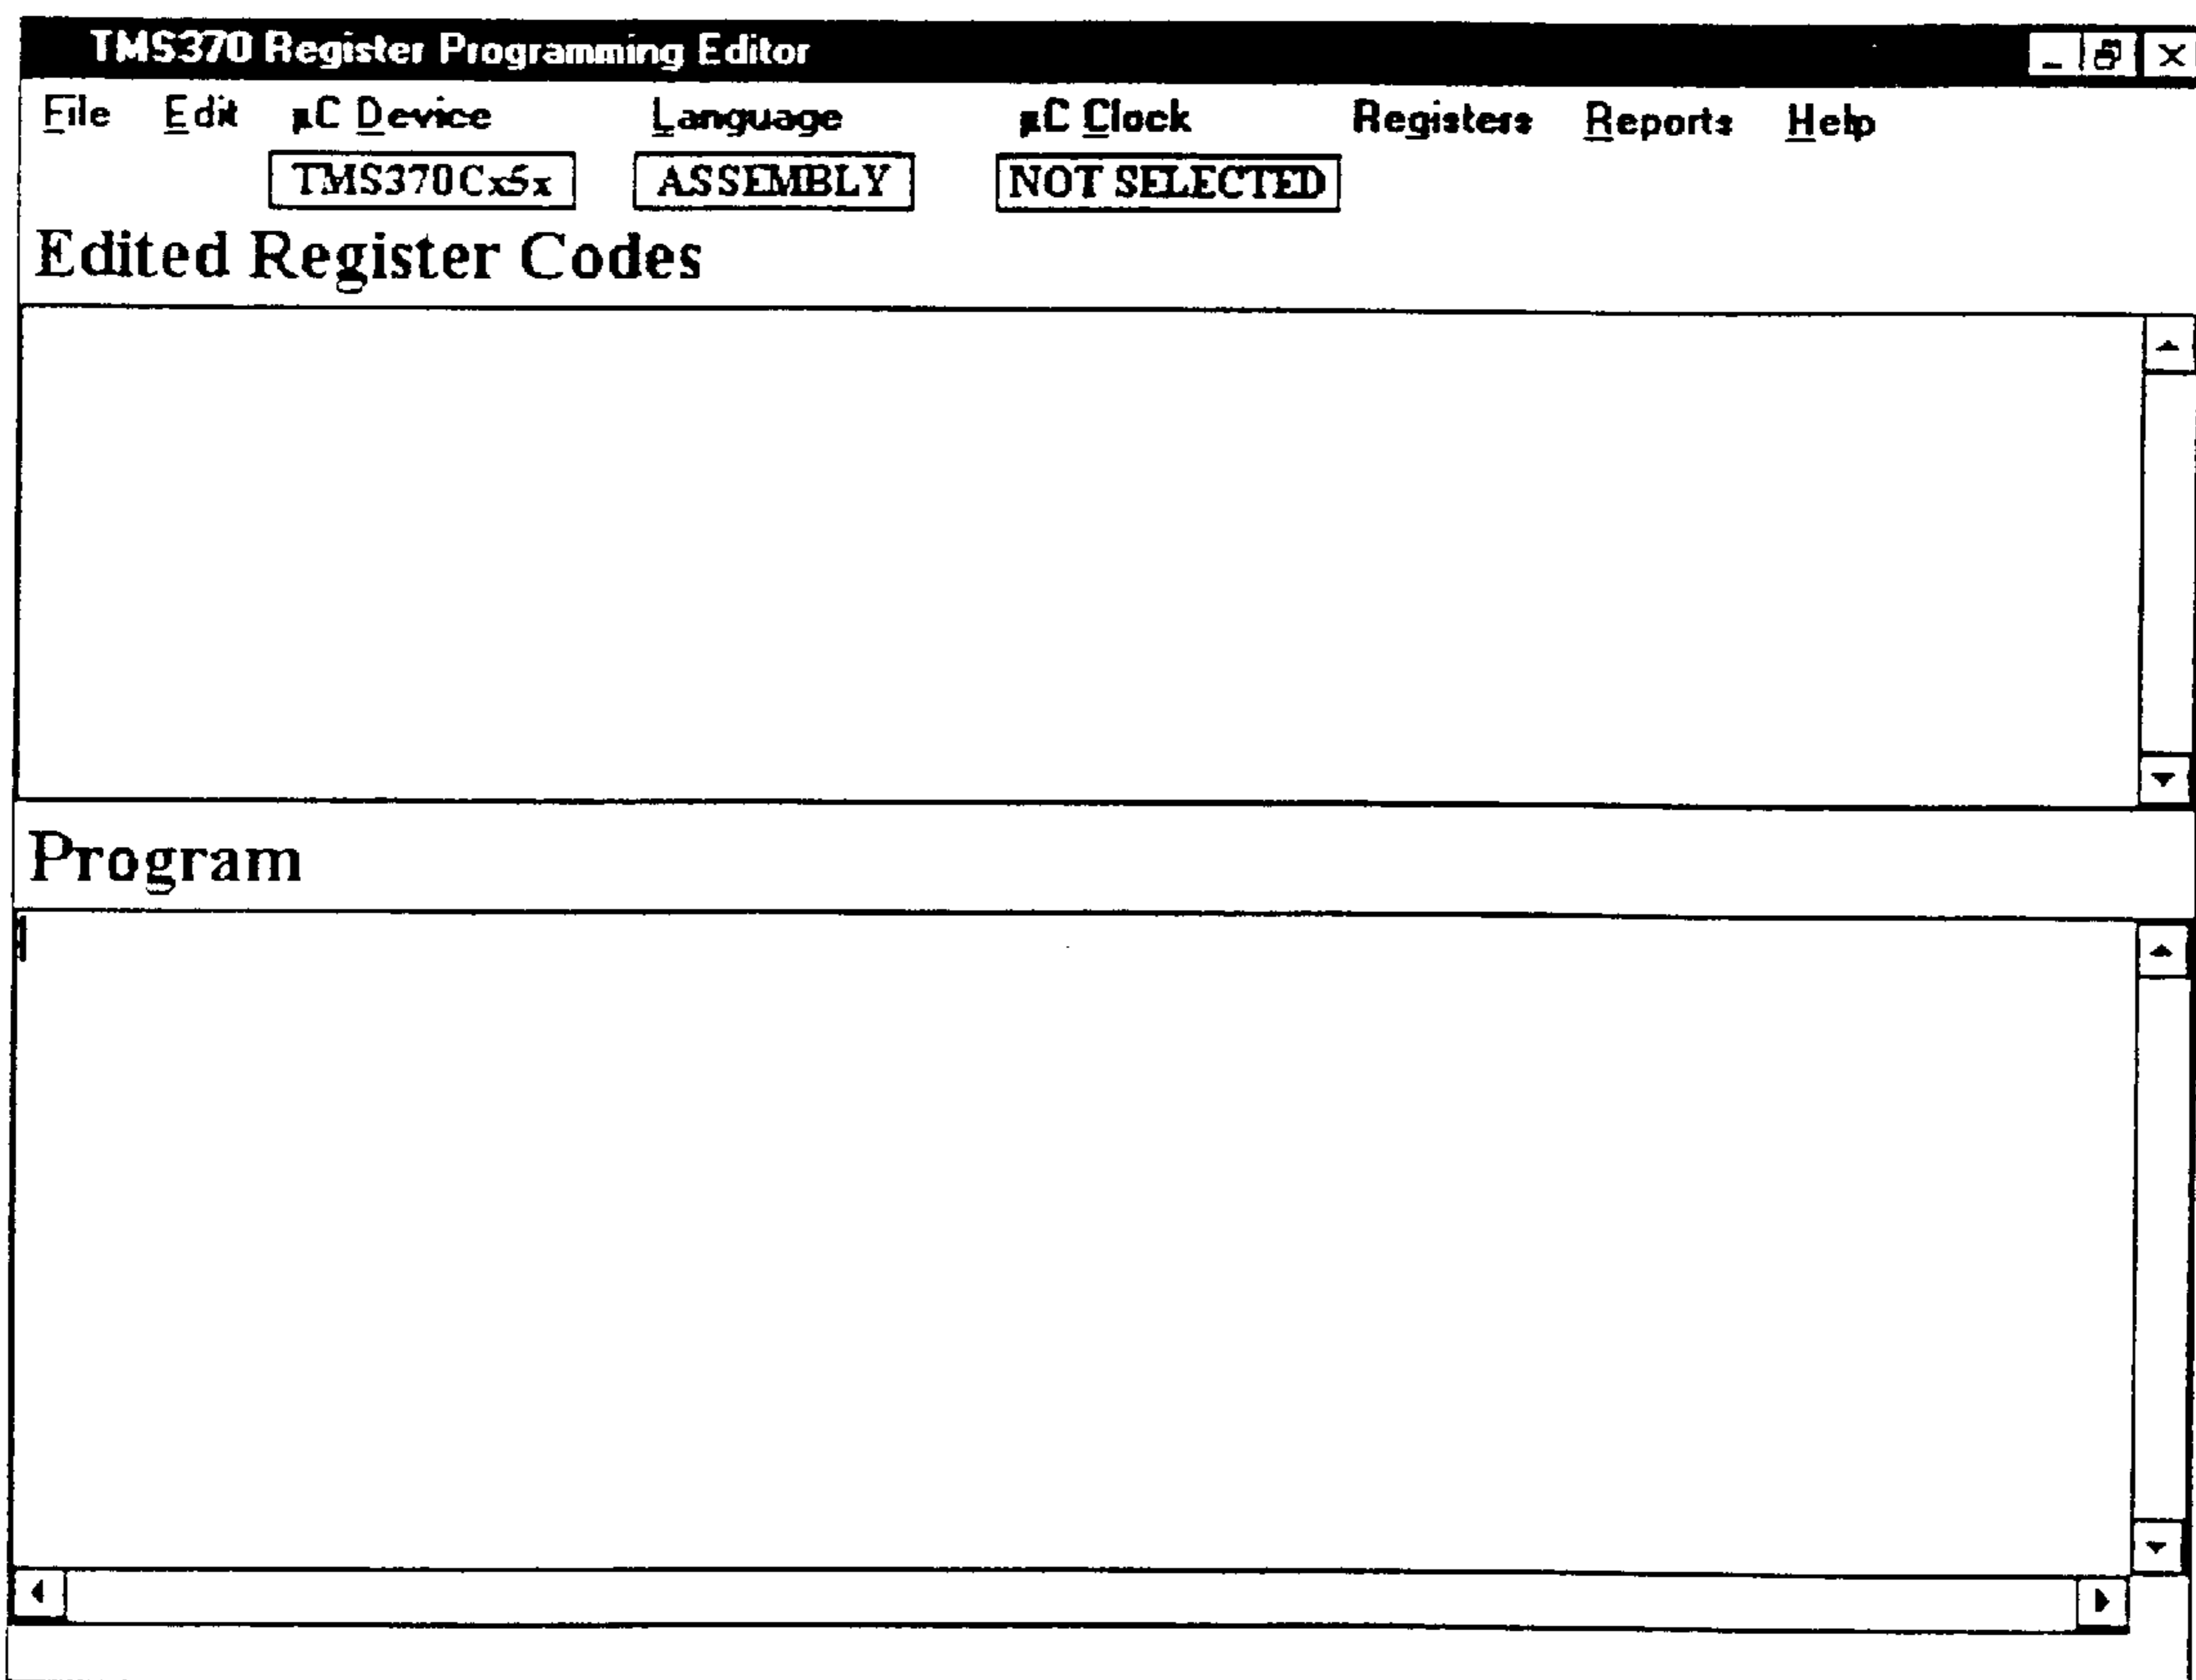 TMS370 Register Programming Editor
File Edit µC Device Language µC Clock Registers Reports Help
TMS370Cx5x ASSEMBLY NOT SELECTED
Edited Register Codes
Program